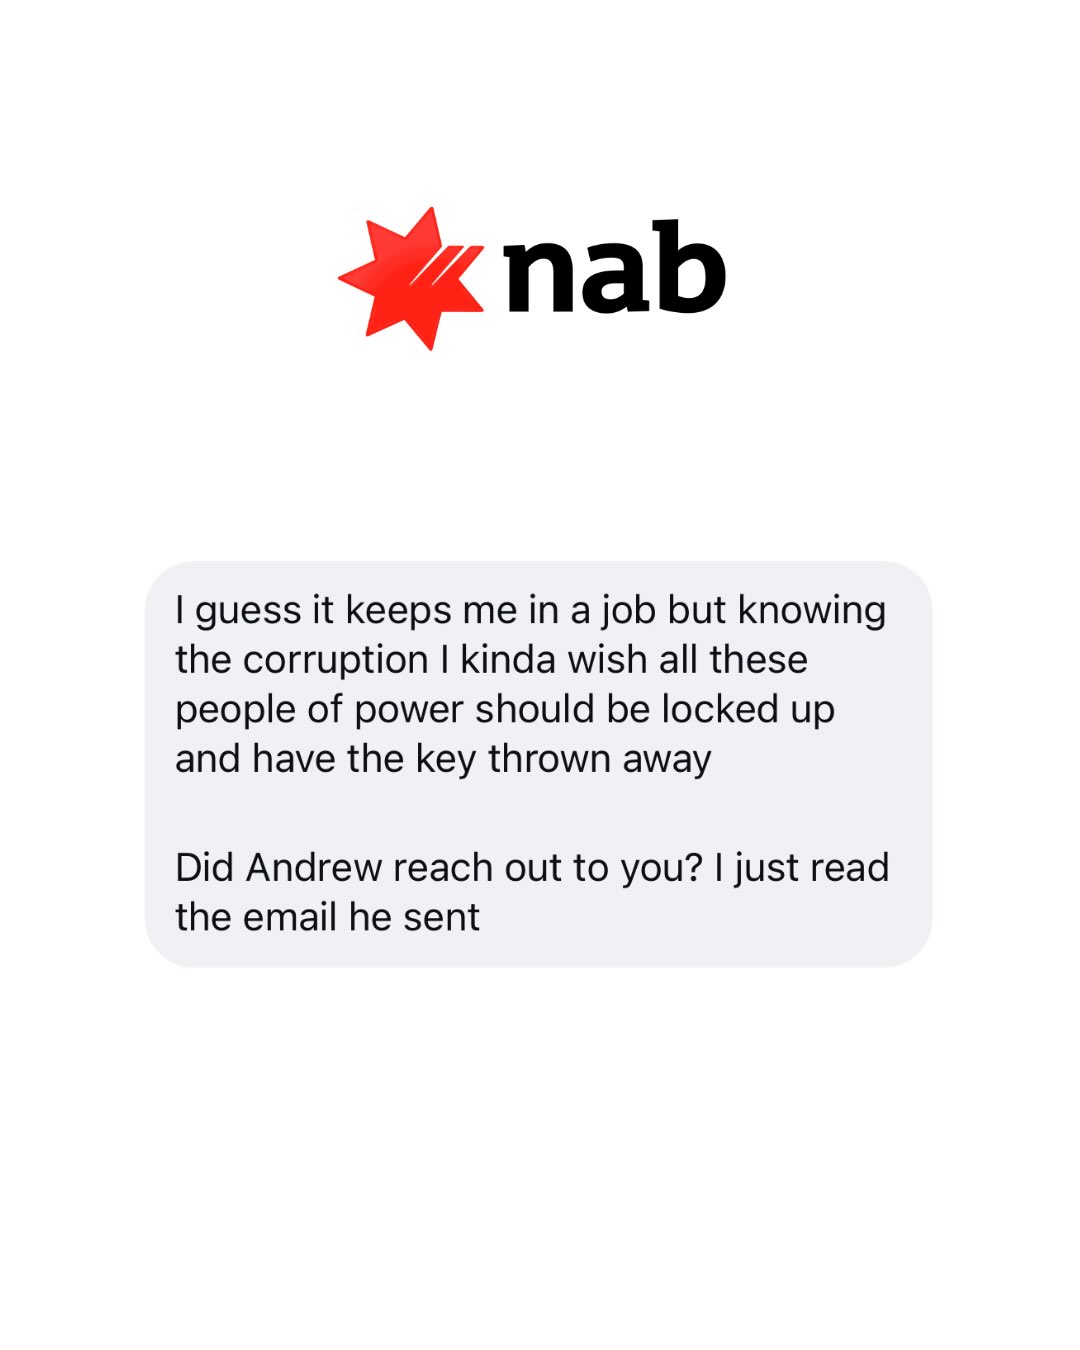 nab
I guess it keeps me in a job but knowing
the corruption I kinda wish all these
people of power should be locked up
and have the key thrown away
Did Andrew reach out to you? I just read
the email he sent